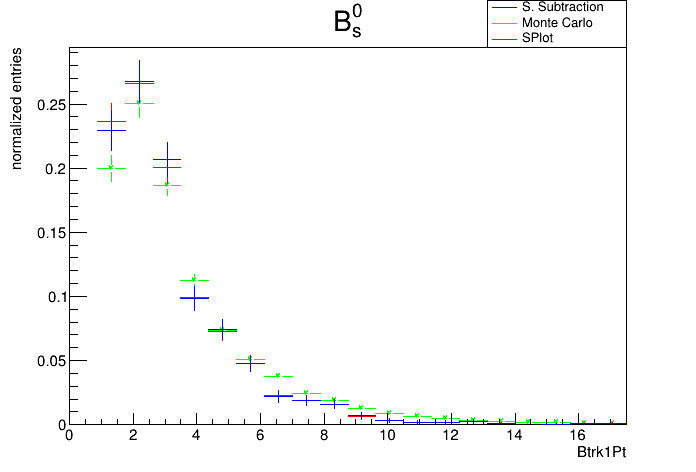 B_s^0
S. Subtraction
Monte Carlo
SPlot
normalized entries
0.25
0.2
0.15
0.1
0.05
0
0 2 4 6 8 10 12 14 16
Btrk1Pt